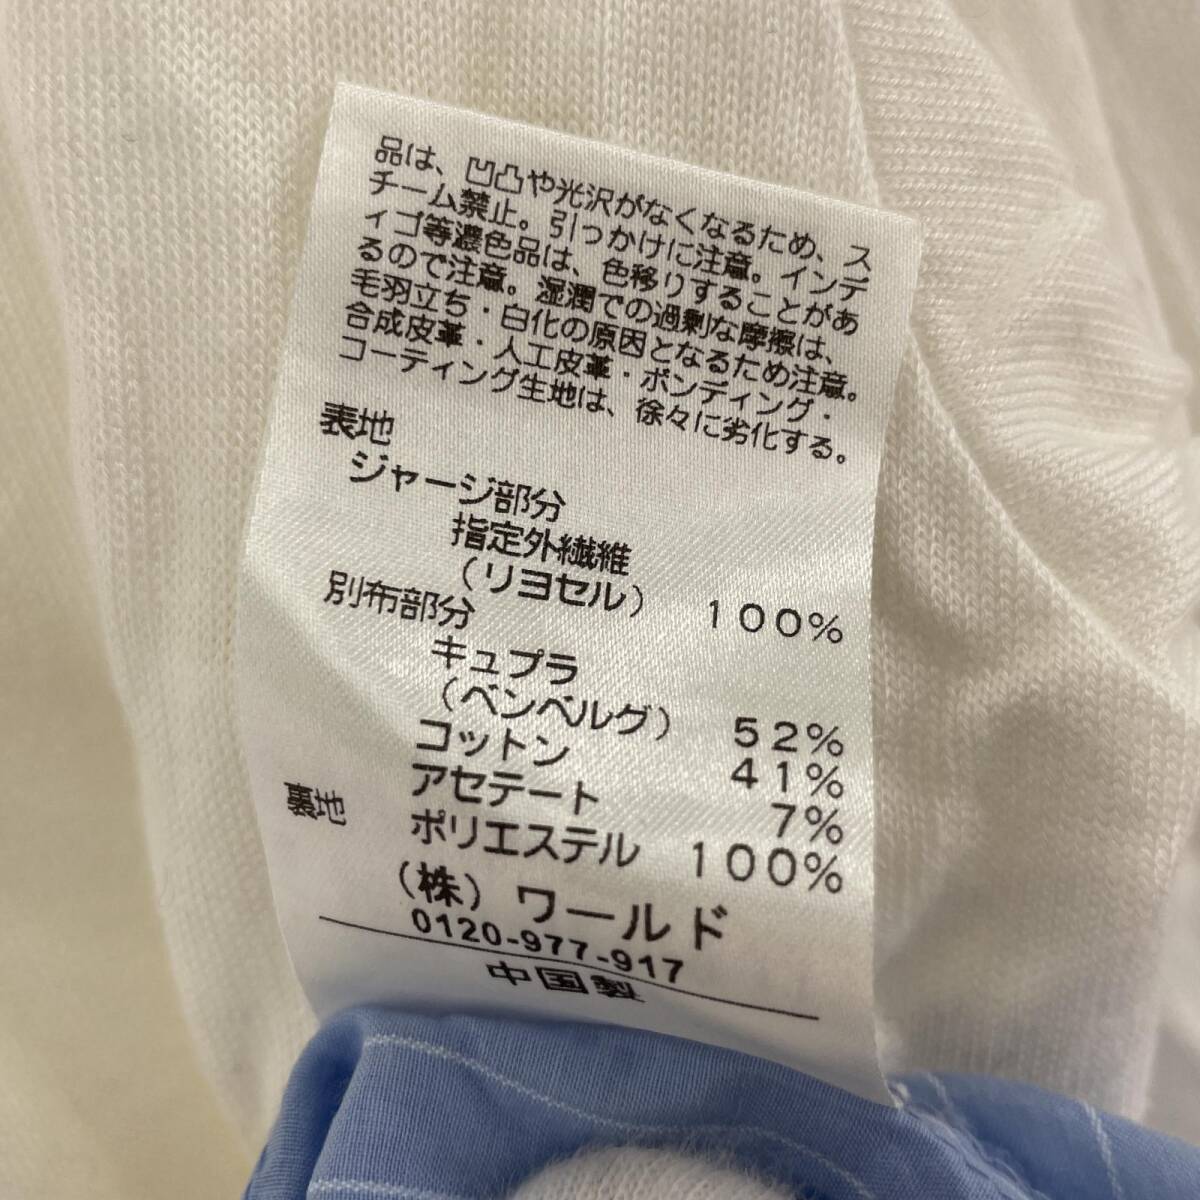 品は、凹凸や光沢がなくなるため、ス
チーム禁止。引っかけに注意。インデ
ィゴ等濃色品は、色移りすることがあ
るので注意。湿潤での過剰な摩擦は、
毛羽立ち・白化の原因となるため注意。
合成皮革・人工皮革・ボンディング・
コーティング生地は、徐々に劣化する。
表地
ジャージ部分
指定外繊維
(リヨセル) 100%
別布部分
キュプラ
(ベンベルグ) 52%
コットン 41%
アセテート 7%
裏地 ポリエステル 100%
(株)ワールド
0120-977-917
中国製